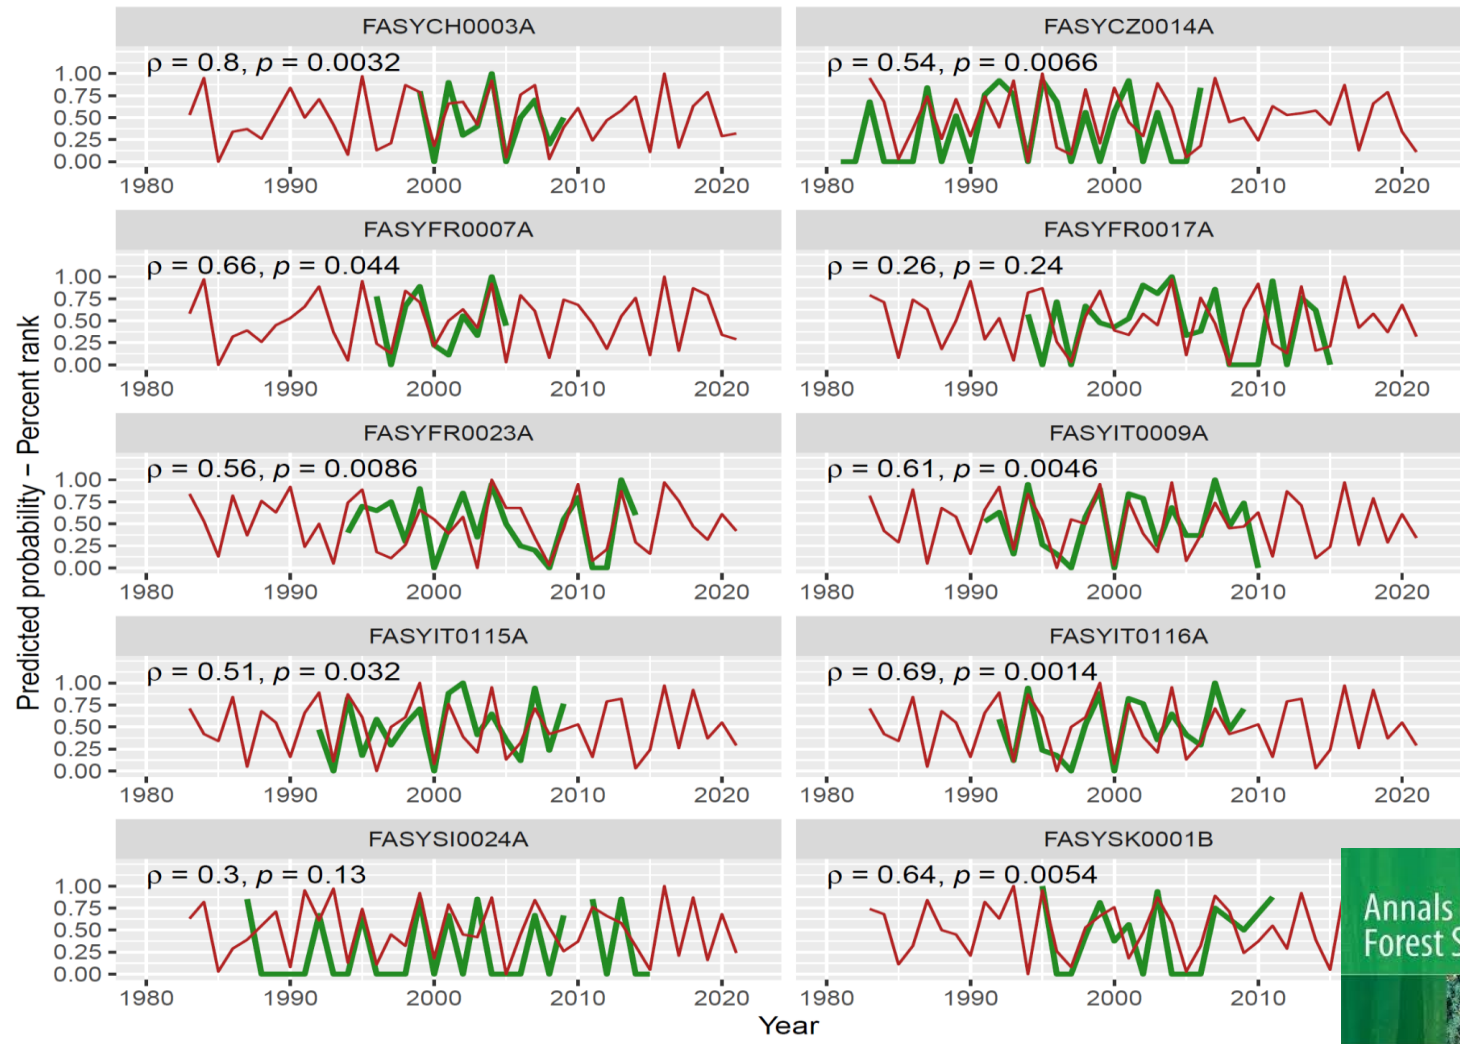 FASYCH0003A
FASYCZ0014A
ρ = 0.8, p = 0.0032
ρ = 0.54, p = 0.0066
1.00
0.75
0.50
0.25
0.00
1980 1990 2000 2010 2020
1980 1990 2000 2010 2020
FASYFR0007A
FASYFR0017A
ρ = 0.66, p = 0.044
ρ = 0.26, p = 0.24
1.00
0.75
0.50
0.25
0.00
1980 1990 2000 2010 2020
1980 1990 2000 2010 2020
Predicted probability − Percent rank
FASYFR0023A
FASYIT0009A
ρ = 0.56, p = 0.0086
ρ = 0.61, p = 0.0046
1.00
0.75
0.50
0.25
0.00
1980 1990 2000 2010 2020
1980 1990 2000 2010 2020
FASYIT0115A
FASYIT0116A
ρ = 0.51, p = 0.032
ρ = 0.69, p = 0.0014
1.00
0.75
0.50
0.25
0.00
1980 1990 2000 2010 2020
1980 1990 2000 2010 2020
FASYSI0024A
FASYSK0001B
ρ = 0.3, p = 0.13
ρ = 0.64, p = 0.0054
1.00
0.75
0.50
0.25
0.00
1980 1990 2000 2010 2020
1980 1990 2000 2010
Year
Annals
Forest S